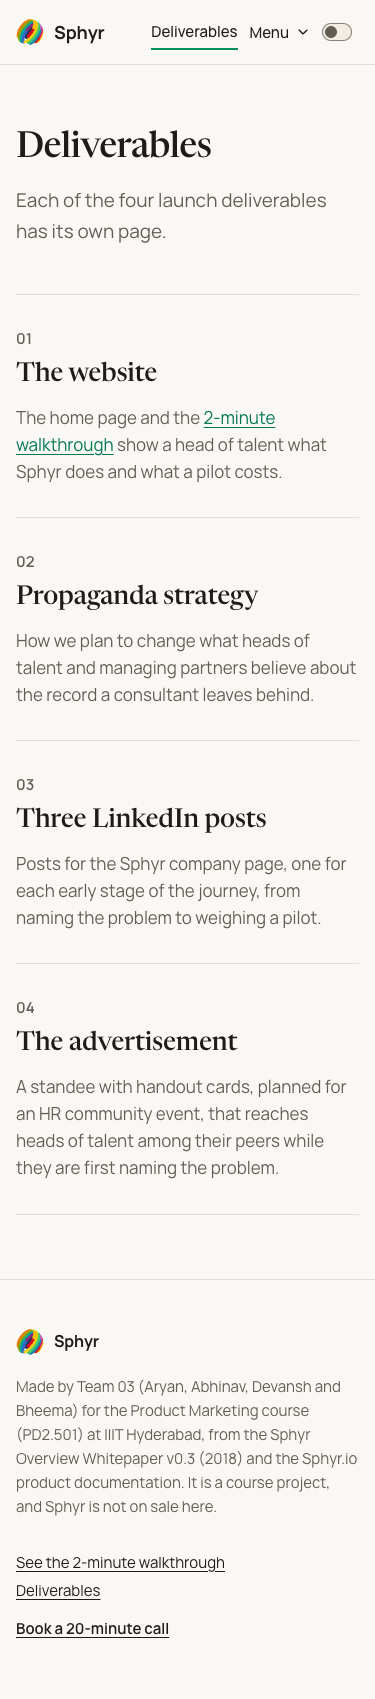 Sphyr
Deliverables
Menu
Deliverables
Each of the four launch deliverables
has its own page.
01
The website
The home page and the 2-minute
walkthrough show a head of talent what
Sphyr does and what a pilot costs.
02
Propaganda strategy
How we plan to change what heads of
talent and managing partners believe about
the record a consultant leaves behind.
03
Three LinkedIn posts
Posts for the Sphyr company page, one for
each early stage of the journey, from
naming the problem to weighing a pilot.
04
The advertisement
A standee with handout cards, planned for
an HR community event, that reaches
heads of talent among their peers while
they are first naming the problem.
Sphyr
Made by Team 03 (Aryan, Abhinav, Devansh and
Bheema) for the Product Marketing course
(PD2.501) at IIIT Hyderabad, from the Sphyr
Overview Whitepaper v0.3 (2018) and the Sphyr.io
product documentation. It is a course project,
and Sphyr is not on sale here.
See the 2-minute walkthrough
Deliverables
Book a 20-minute call